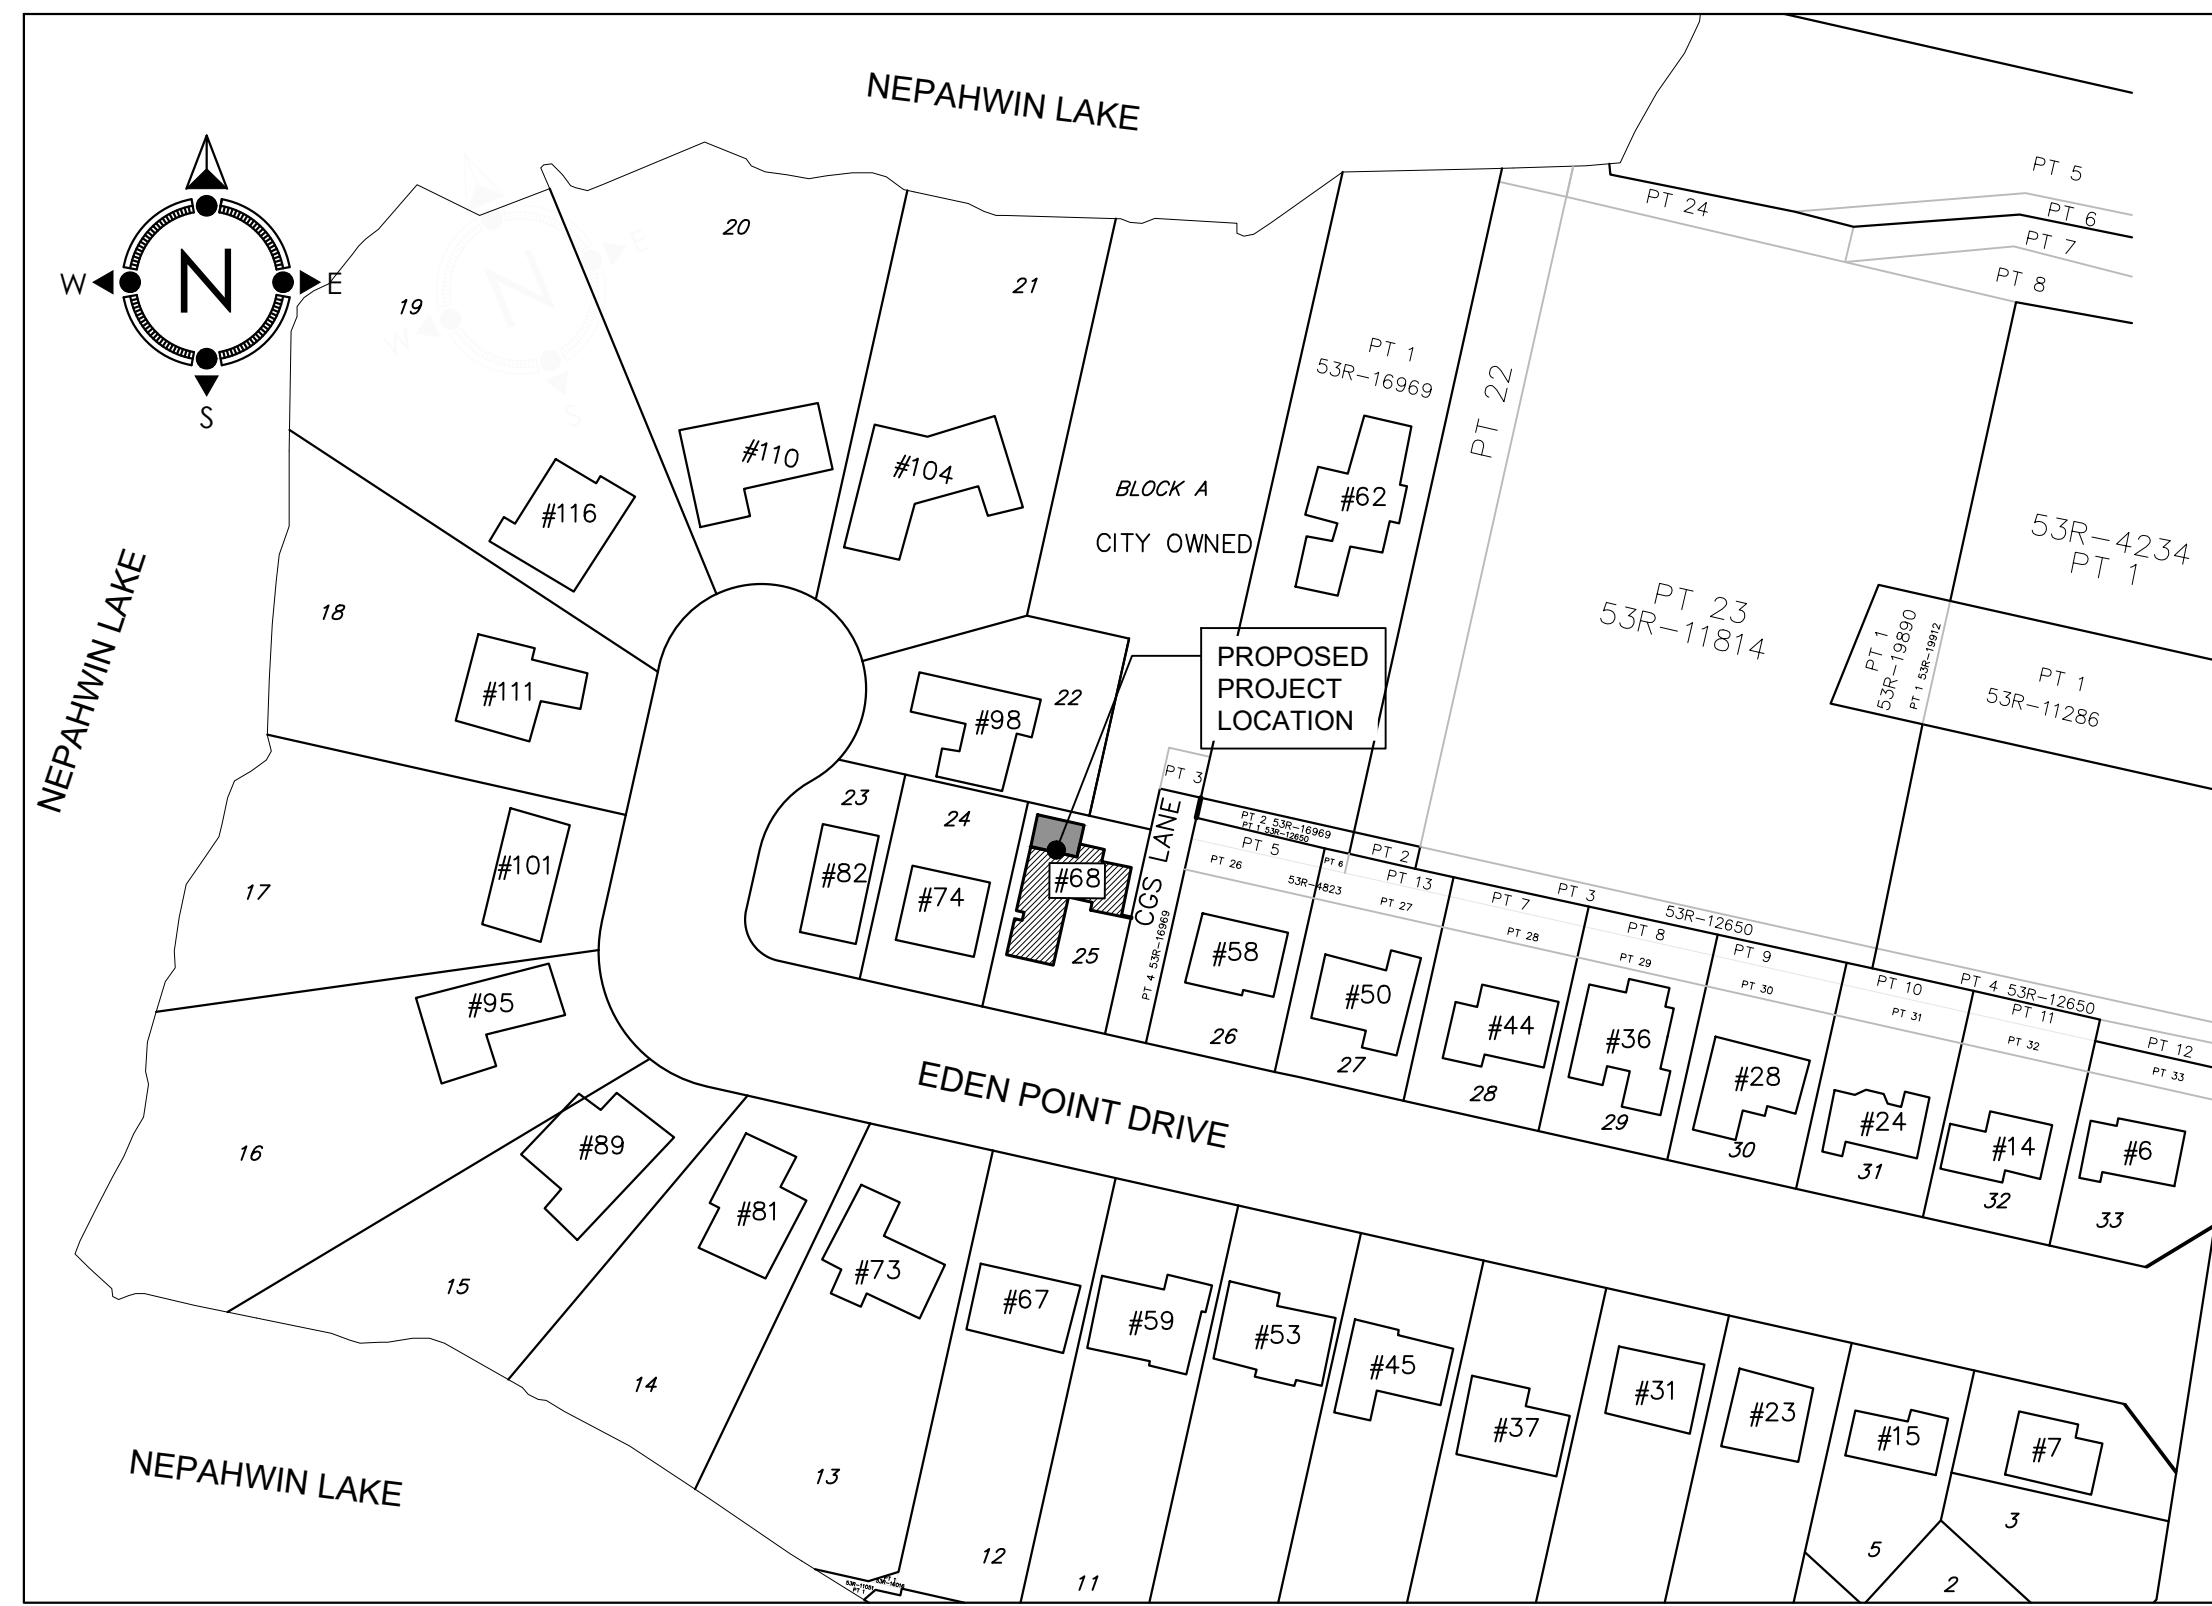 NEPAHWIN LAKE
N
W
E
S
PT 5
PT 6
PT 7
PT 8
PT 24
20
21
19
PT 1
53R-16969
PT 22
#110
#104
#116
BLOCK A
CITY OWNED
#62
53R-4234
PT 1
NEPAHWIN LAKE
18
PT 23
53R-11814
PT 1
53R-19890
PT 1 53R-19912
PT 1
53R-11286
PROPOSED
PROJECT
LOCATION
#111
#98
22
PT 3
23
24
#101
#82
#74
#68
25
CGS LANE
PT 4 53R-16969
PT 2 53R-16969
PT 1 53R-12650
PT 5
PT 26
PT 6
PT 2
53R-4823
PT 13
PT 27
PT 3
53R-12650
PT 7
PT 28
PT 8
PT 29
PT 9
PT 30
PT 10
PT 31
PT 4 53R-12650
PT 11
PT 32
PT 12
PT 33
17
#95
#58
#50
#44
#36
#28
#24
#14
#6
26
27
28
29
30
31
32
33
EDEN POINT DRIVE
16
#89
#81
#73
#67
#59
#53
#45
#37
#31
#23
#15
#7
15
14
13
12
11
5
3
2
NEPAHWIN LAKE
53R-11051
PT 1